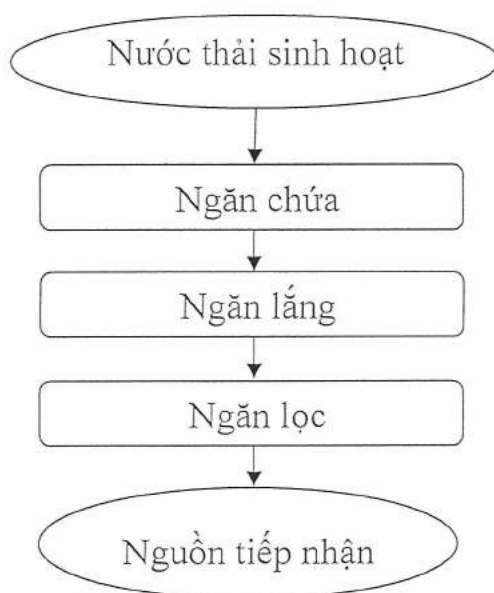 Nước thải sinh hoạt
Ngăn chứa
Ngăn lắng
Ngăn lọc
Nguồn tiếp nhận